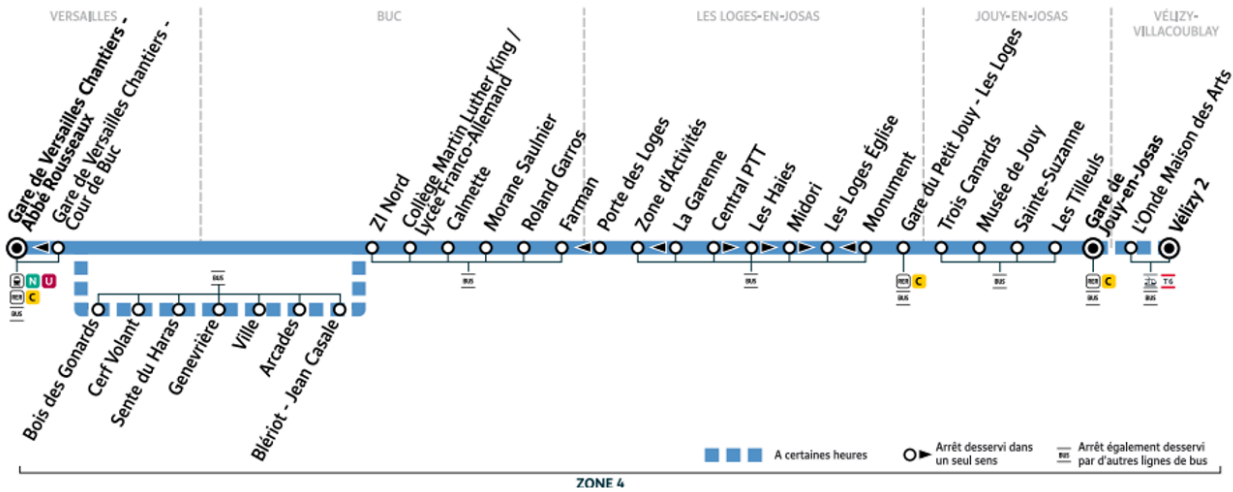 VERSAILLES
BUC
LES LOGES-EN-JOSAS
JOUY-EN-JOSAS
VÉLIZY-
VILLACOUBLAY
Gare de Versailles Chantiers -
Abbé Rousseaux
Gare de Versailles Chantiers -
Cour de Buc
ZI Nord
Collège Martin Luther King /
Lycée Franco-Allemand
Calmette
Morane Saulnier
Roland Garros
Farman
Porte des Loges
Zone d'Activités
La Garenne
Central PTT
Les Haies
Midori
Les Loges Église
Monument
Gare du Petit Jouy - Les Loges
Trois Canards
Musée de Jouy
Sainte-Suzanne
Les Tilleuls
Gare de
Jouy-en-Josas
L'Onde Maison des Arts
Vélizy 2
N U
RER C
BUS
BUS
BUS
BUS
RER C
BUS
BUS
RER C
BUS
T6
BUS
Bois des Gonards
Cerf Volant
Sente du Haras
Genevrière
Ville
Arcades
Blériot - Jean Casale
A certaines heures
Arrêt desservi dans
un seul sens
BUS
Arrêt également desservi
par d'autres lignes de bus
ZONE 4